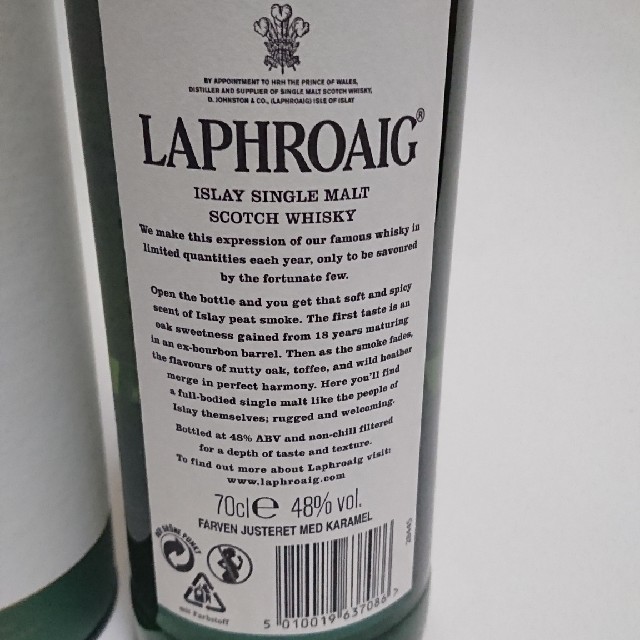 BY APPOINTMENT TO HRH THE PRINCE OF WALES,
DISTILLER AND SUPPLIER OF SINGLE MALT SCOTCH WHISKY,
D. JOHNSTON & CO., (LAPHROAIG) ISLE OF ISLAY
LAPHROAIG®
ISLAY SINGLE MALT
SCOTCH WHISKY
We make this expression of our famous whisky in
limited quantities each year, only to be savoured
by the fortunate few.
Open the bottle and you get that soft and spicy
scent of Islay peat smoke. The first taste is an
oak sweetness gained from 18 years maturing
in an ex-bourbon barrel. Then as the smoke fades,
the flavours of nutty oak, toffee, and wild heather
merge in perfect harmony. Here you'll find
a full-bodied single malt like the people of
Islay themselves; rugged and welcoming.
Bottled at 48% ABV and non-chill filtered
for a depth of taste and texture.
To find out more about Laphroaig visit:
www.laphroaig.com
70cl e 48% vol.
FARVEN JUSTERET MED KARAMEL
DER GRÜNE PUNKT
mit Farbstoff
5 010019 637086 >